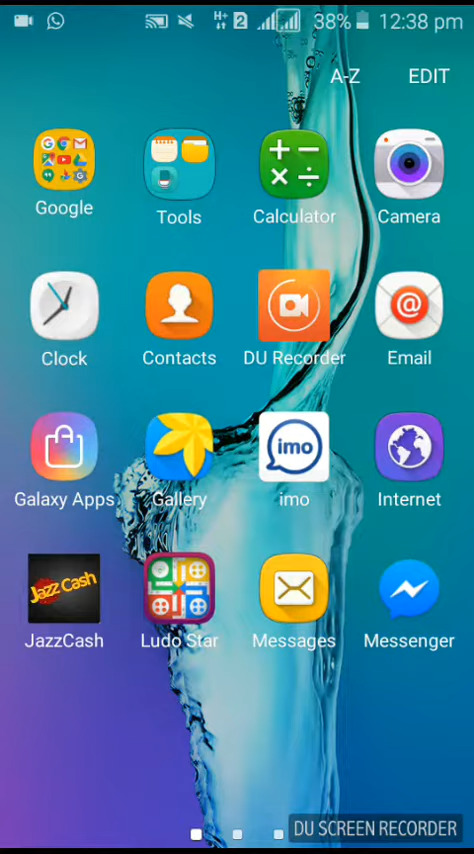 H+ 2 38% 12:38 pm
A-Z EDIT
Google Tools Calculator Camera
Clock Contacts DU Recorder Email
imo
Galaxy Apps Gallery imo Internet
Jazz Cash
JazzCash Ludo Star Messages Messenger
DU SCREEN RECORDER